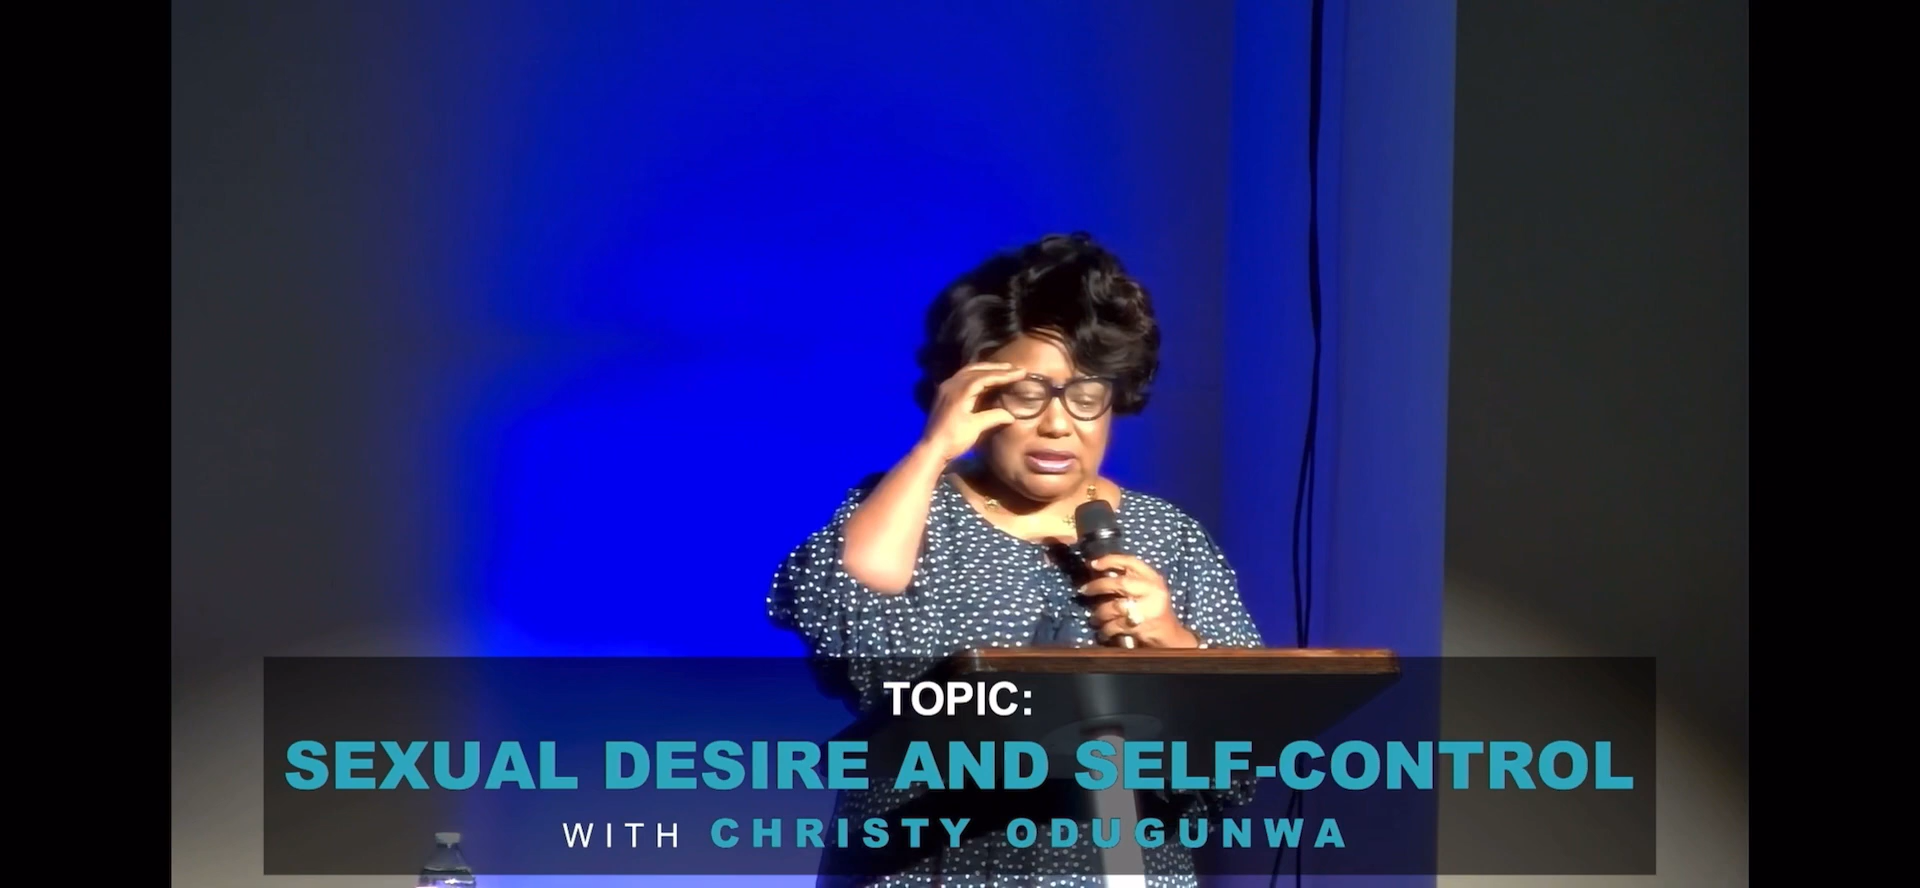 TOPIC:
SEXUAL DESIRE AND SELF-CONTROL
WITH CHRISTY ODUGUNWA